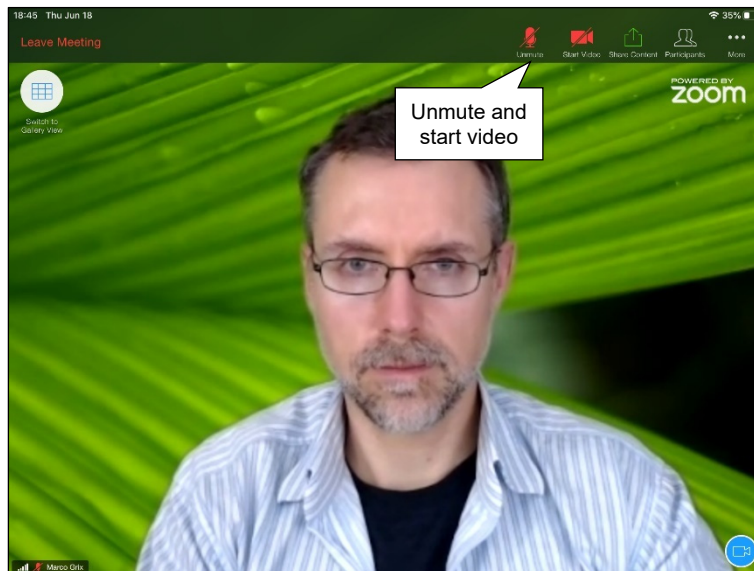 18:45 Thu Jun 18
35%
Leave Meeting
Unmute
Start Video
Share Content
Participants
More
Unmute and
start video
POWERED BY
zoom
Switch to
Gallery View
Marco Grix